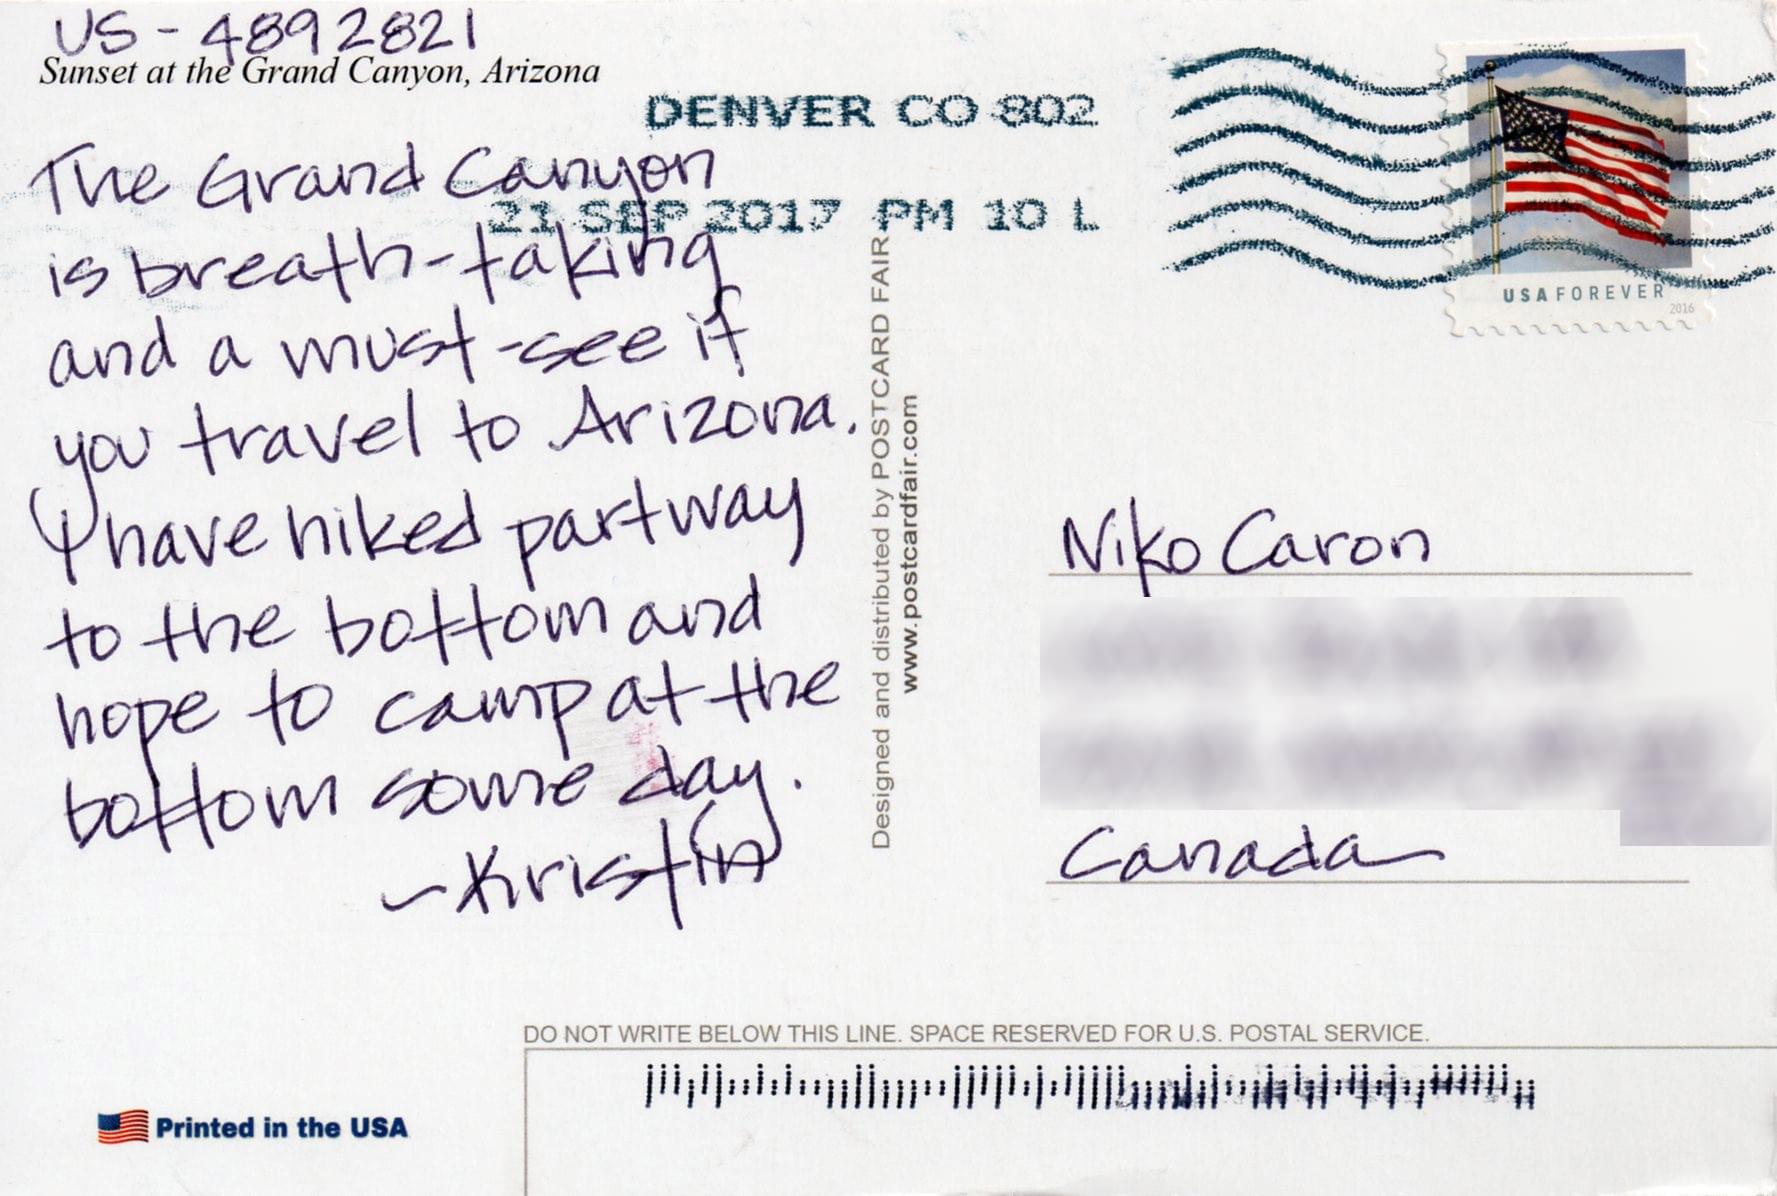 US - 4892821
Sunset at the Grand Canyon, Arizona
DENVER CO 802
21 SEP 2017 PM 10 L
The Grand Canyon
is breath-taking
and a must-see if
you travel to Arizona.
I have hiked partway
to the bottom and
hope to camp at the
bottom some day.
~Kristin
Designed and distributed by POSTCARD FAIR
www.postcardfair.com
USA FOREVER
2016
Niko Caron
Canada
DO NOT WRITE BELOW THIS LINE. SPACE RESERVED FOR U.S. POSTAL SERVICE.
Printed in the USA